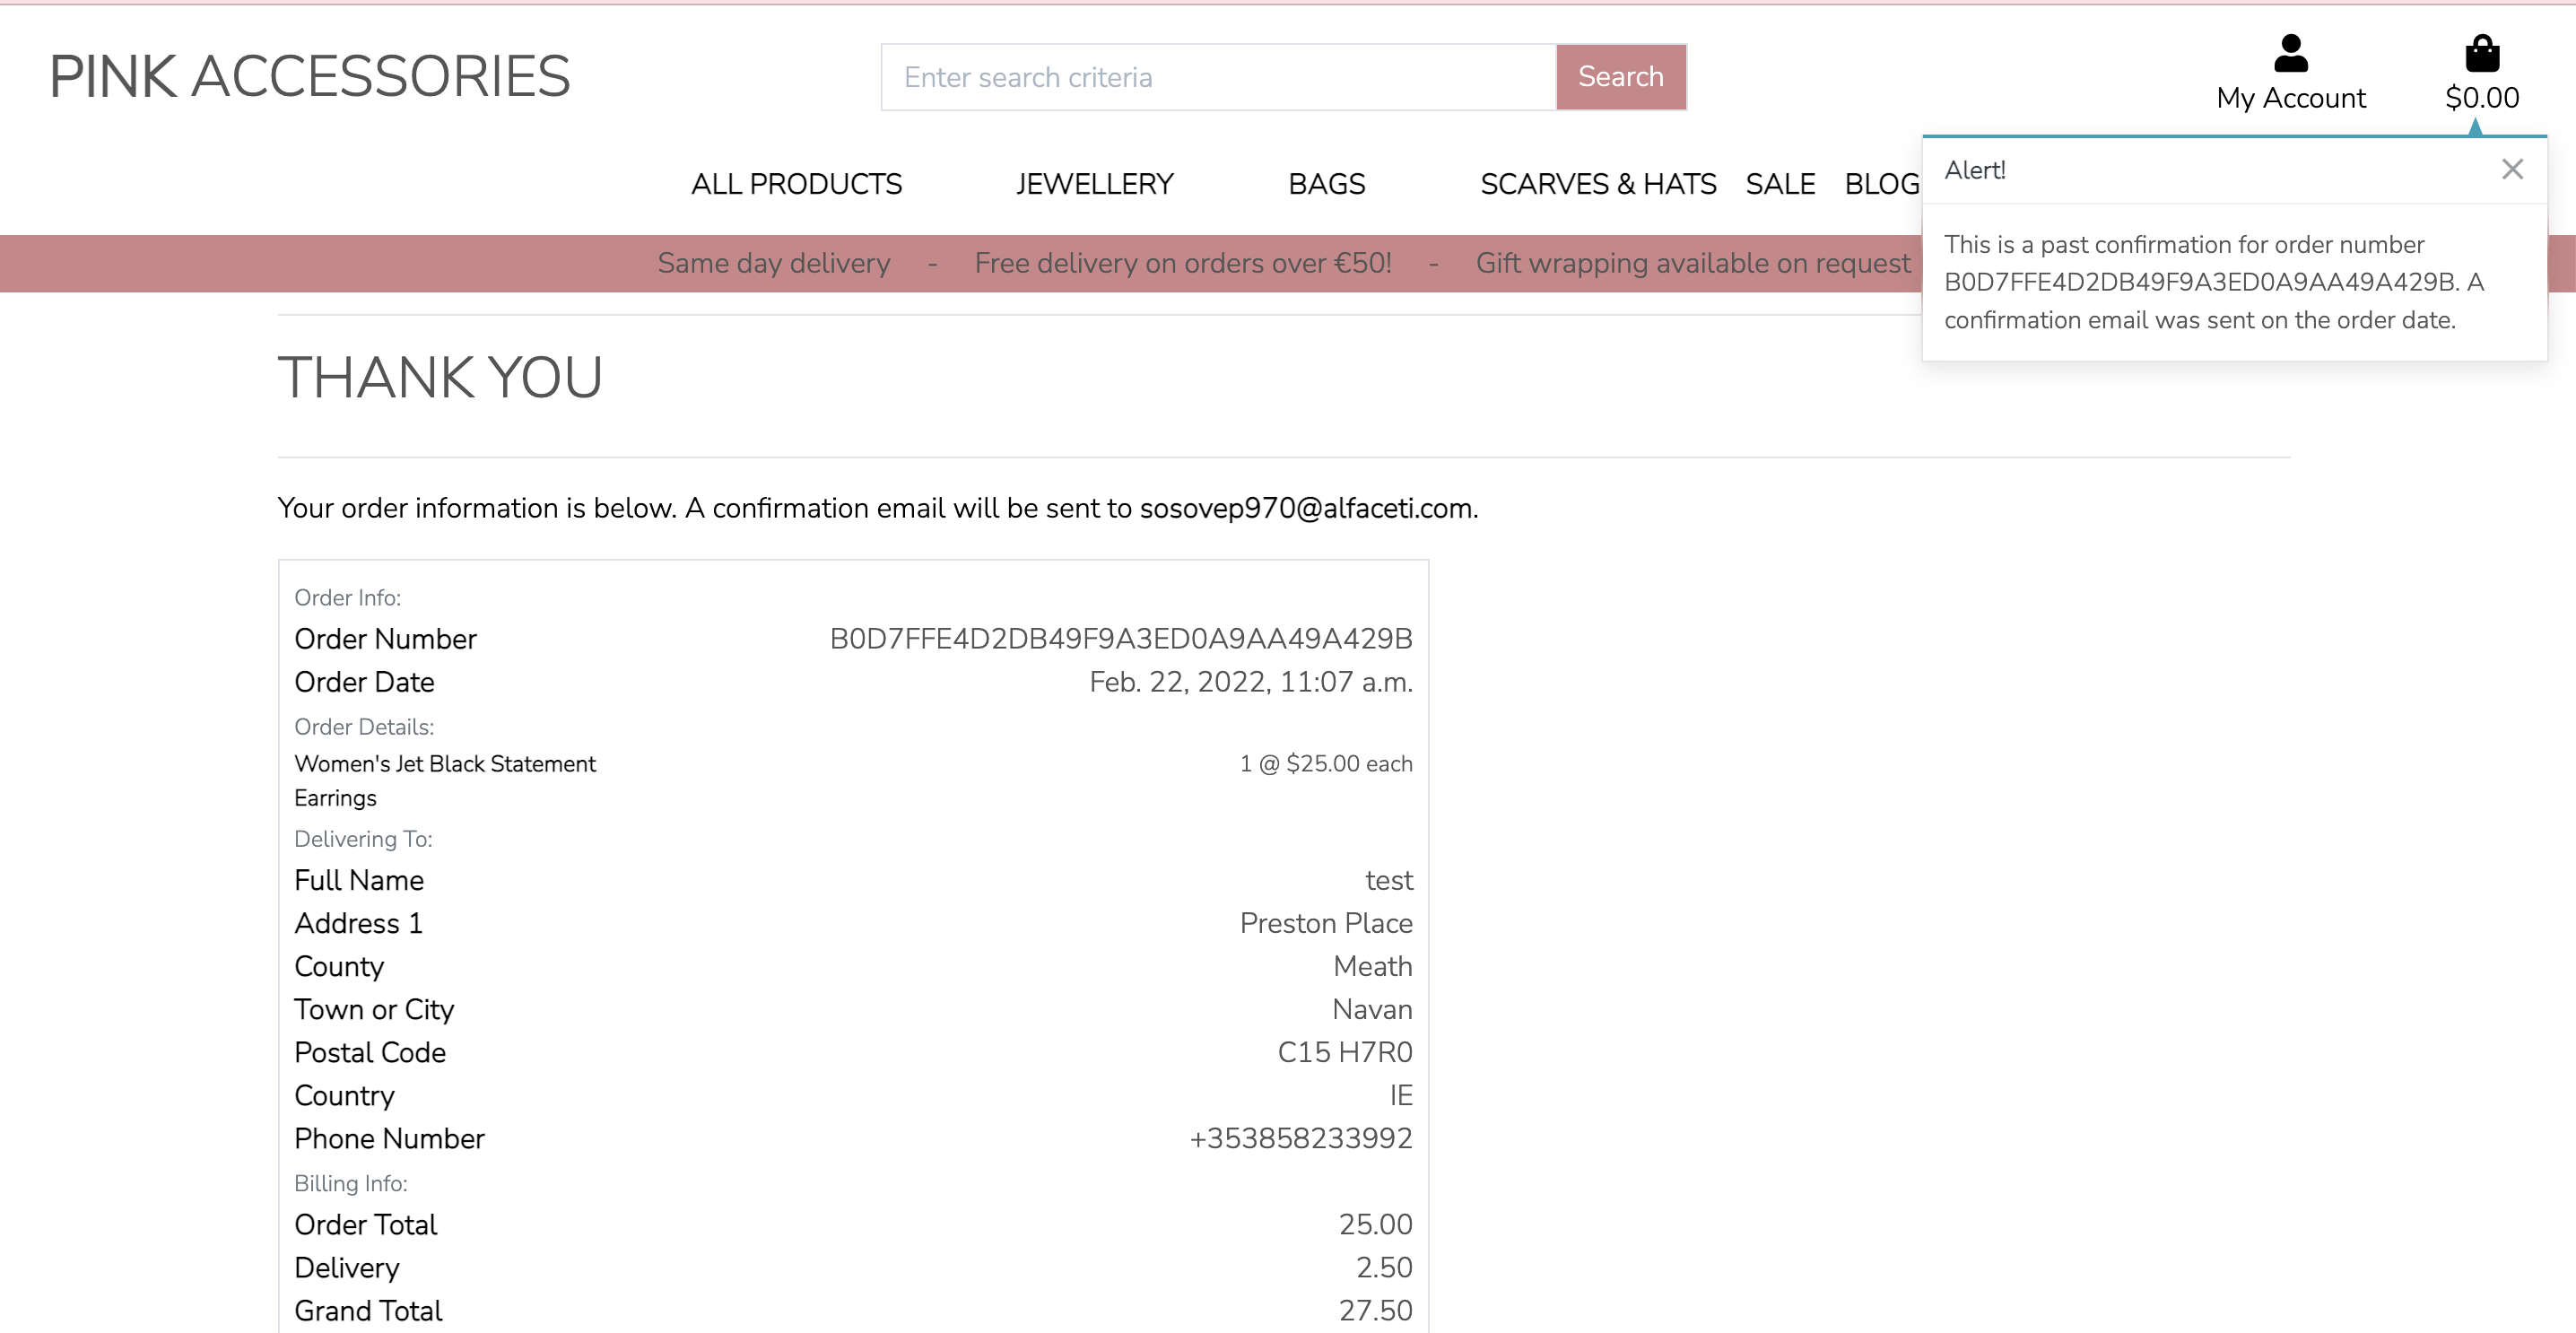 PINK ACCESSORIES
Enter search criteria
Search
My Account
$0.00
ALL PRODUCTS JEWELLERY BAGS SCARVES & HATS SALE BLOG
Alert!
This is a past confirmation for order number
B0D7FFE4D2DB49F9A3ED0A9AA49A429B. A
confirmation email was sent on the order date.
Same day delivery - Free delivery on orders over €50! - Gift wrapping available on request
THANK YOU
Your order information is below. A confirmation email will be sent to sosovep970@alfaceti.com.
Order Info:
Order Number B0D7FFE4D2DB49F9A3ED0A9AA49A429B
Order Date Feb. 22, 2022, 11:07 a.m.
Order Details:
Women's Jet Black Statement 1 @ $25.00 each
Earrings
Delivering To:
Full Name test
Address 1 Preston Place
County Meath
Town or City Navan
Postal Code C15 H7R0
Country IE
Phone Number +353858233992
Billing Info:
Order Total 25.00
Delivery 2.50
Grand Total 27.50